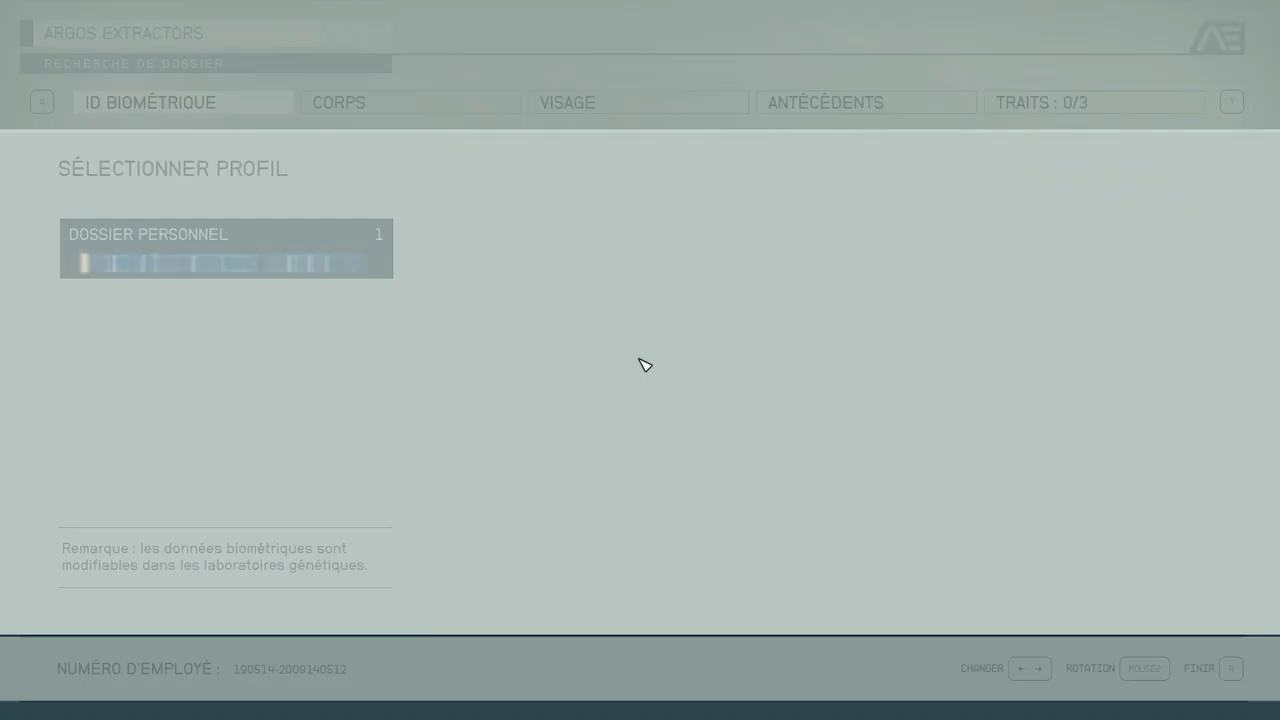 ARGOS EXTRACTORS
RECHERCHE DE DOSSIER
ID BIOMÉTRIQUE
CORPS
VISAGE
ANTÉCÉDENTS
TRAITS : 0/3
SÉLECTIONNER PROFIL
DOSSIER PERSONNEL 1
Remarque : les données biométriques sont
modifiables dans les laboratoires génétiques.
NUMÉRO D'EMPLOYÉ : 190514-2009140512
CHANGER ← → ROTATION MOUSE2 FINIR R